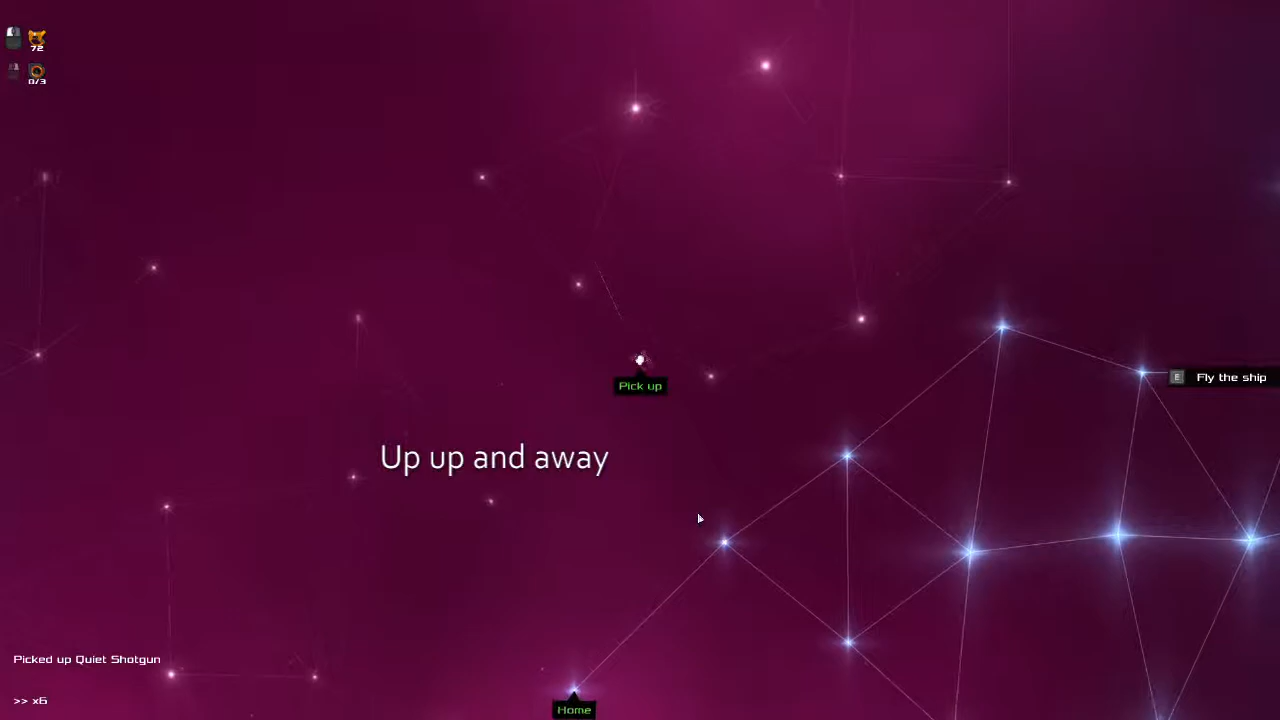 72
0/3
Pick up
E Fly the ship
Up up and away
Picked up Quiet Shotgun
>> x6
Home